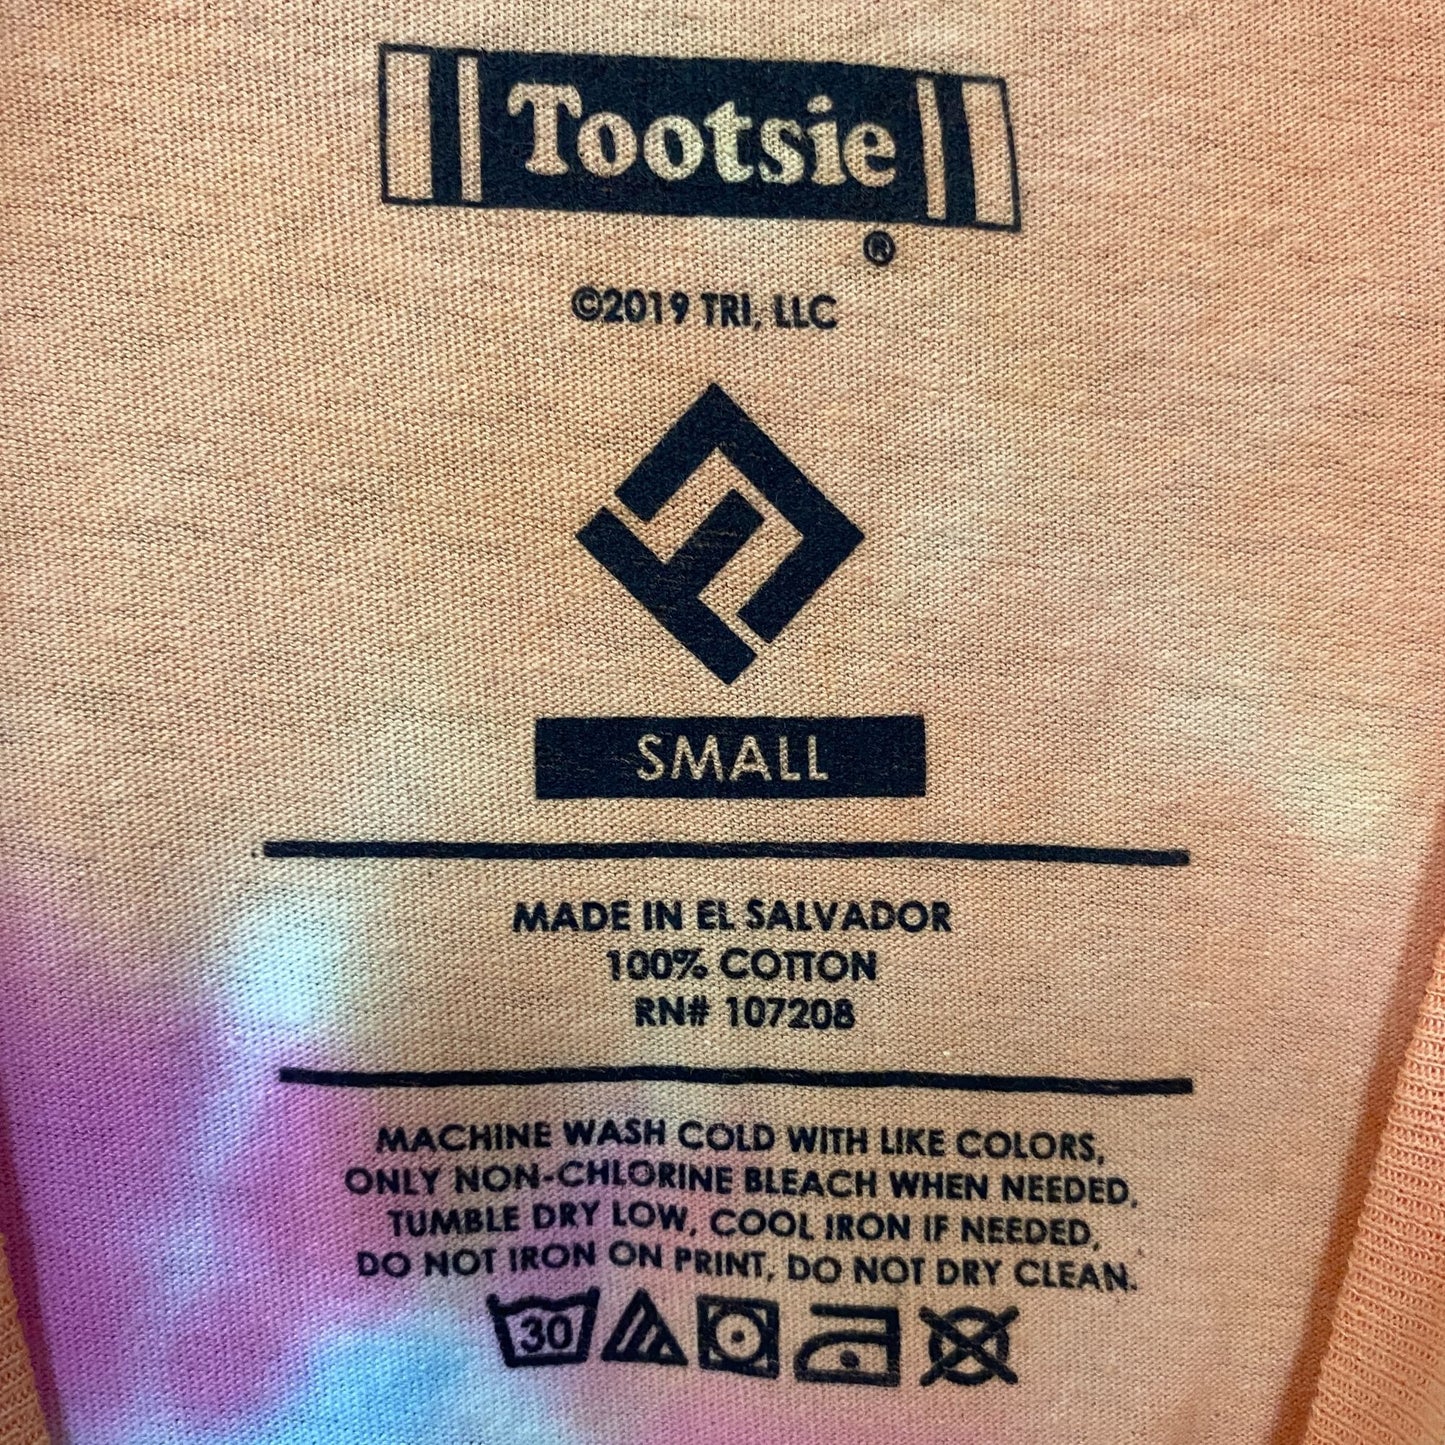 Tootsie
®
©2019 TRI, LLC
SMALL
MADE IN EL SALVADOR
100% COTTON
RN# 107208
MACHINE WASH COLD WITH LIKE COLORS,
ONLY NON-CHLORINE BLEACH WHEN NEEDED,
TUMBLE DRY LOW, COOL IRON IF NEEDED,
DO NOT IRON ON PRINT, DO NOT DRY CLEAN.
30